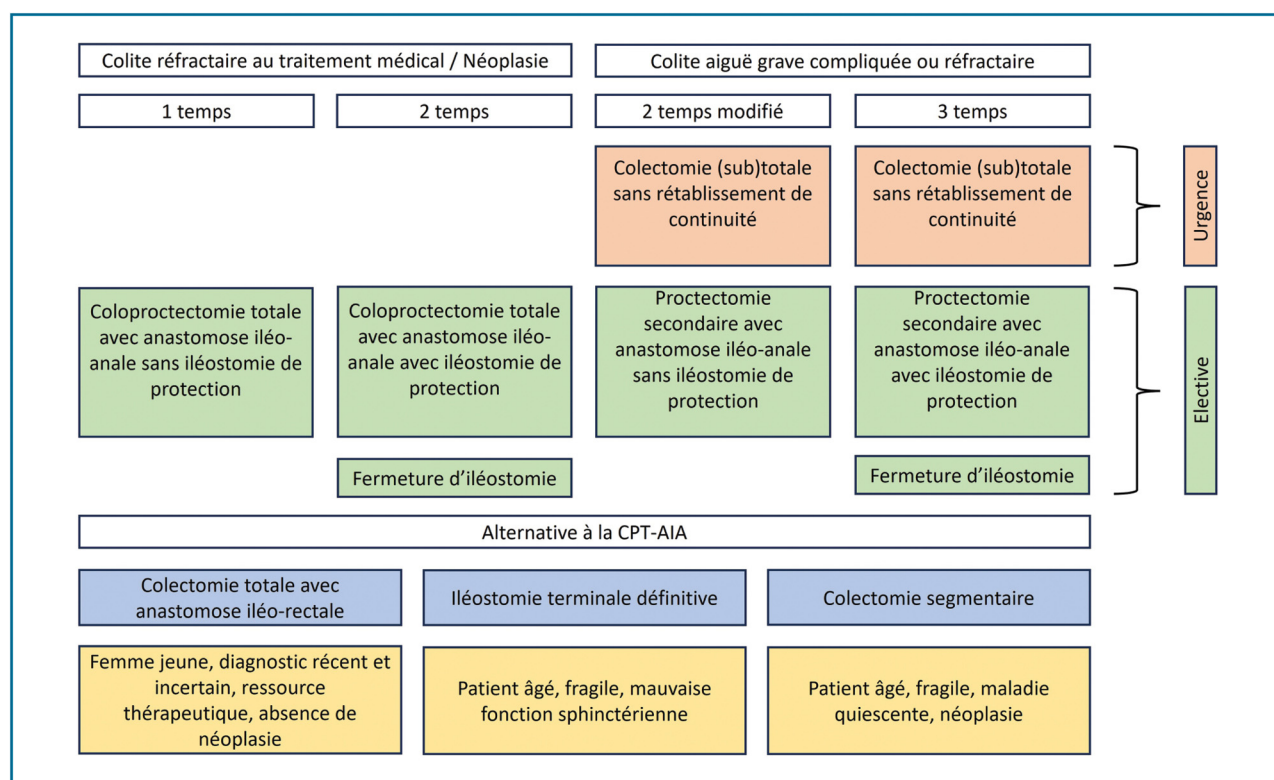 Colite réfractaire au traitement médical / Néoplasie
Colite aiguë grave compliquée ou réfractaire
1 temps
2 temps
2 temps modifié
3 temps
Colectomie (sub)totale
sans rétablissement de
continuité
Colectomie (sub)totale
sans rétablissement de
continuité
Urgence
Coloproctectomie totale
avec anastomose iléo-
anale sans iléostomie de
protection
Coloproctectomie totale
avec anastomose iléo-
anale avec iléostomie de
protection
Proctectomie
secondaire avec
anastomose iléo-anale
sans iléostomie de
protection
Proctectomie
secondaire avec
anastomose iléo-anale
avec iléostomie de
protection
Elective
Fermeture d’iléostomie
Fermeture d’iléostomie
Alternative à la CPT-AIA
Colectomie totale avec
anastomose iléo-rectale
Iléostomie terminale définitive
Colectomie segmentaire
Femme jeune, diagnostic récent et
incertain, ressource
thérapeutique, absence de
néoplasie
Patient âgé, fragile, mauvaise
fonction sphinctérienne
Patient âgé, fragile, maladie
quiescente, néoplasie